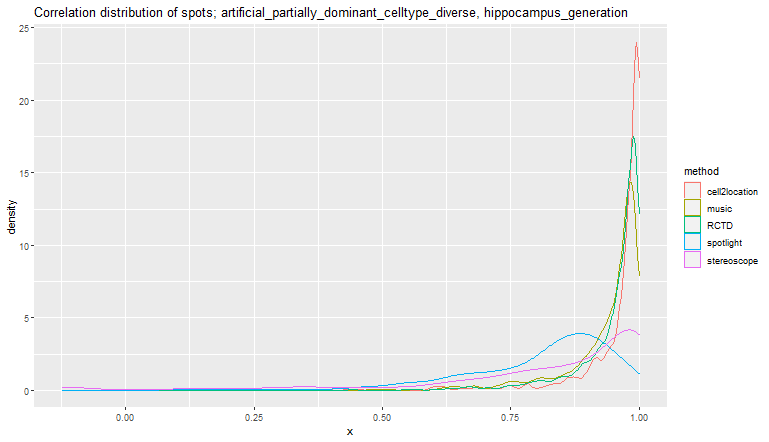 Correlation distribution of spots; artificial_partially_dominant_celltype_diverse, hippocampus_generation
25
20
15
10
5
0
density
0.00 0.25 0.50 0.75 1.00
x
method
cell2location
music
RCTD
spotlight
stereoscope